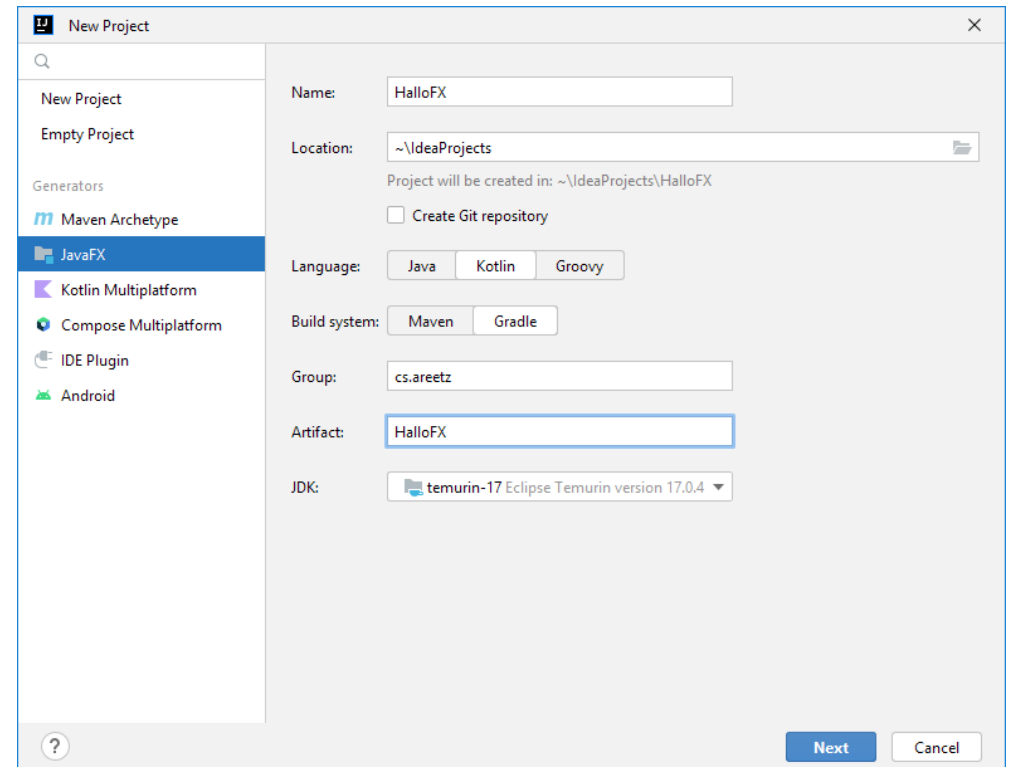 New Project
New Project
Empty Project
Generators
Maven Archetype
JavaFX
Kotlin Multiplatform
Compose Multiplatform
IDE Plugin
Android
Name: HalloFX
Location: ~\IdeaProjects
Project will be created in: ~\IdeaProjects\HalloFX
Create Git repository
Language: Java Kotlin Groovy
Build system: Maven Gradle
Group: cs.areetz
Artifact: HalloFX
JDK: temurin-17 Eclipse Temurin version 17.0.4
? Next Cancel